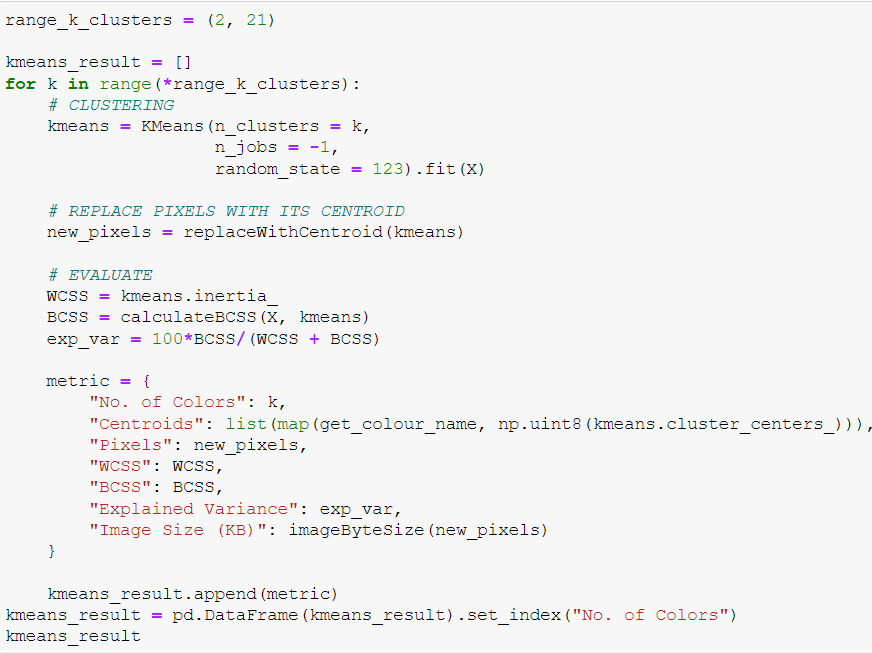 range_k_clusters = (2, 21)

kmeans_result = []
for k in range(*range_k_clusters):
    # CLUSTERING
    kmeans = KMeans(n_clusters = k,
                    n_jobs = -1,
                    random_state = 123).fit(X)

    # REPLACE PIXELS WITH ITS CENTROID
    new_pixels = replaceWithCentroid(kmeans)

    # EVALUATE
    WCSS = kmeans.inertia_
    BCSS = calculateBCSS(X, kmeans)
    exp_var = 100*BCSS/(WCSS + BCSS)

    metric = {
        "No. of Colors": k,
        "Centroids": list(map(get_colour_name, np.uint8(kmeans.cluster_centers_))),
        "Pixels": new_pixels,
        "WCSS": WCSS,
        "BCSS": BCSS,
        "Explained Variance": exp_var,
        "Image Size (KB)": imageByteSize(new_pixels)
    }

    kmeans_result.append(metric)
kmeans_result = pd.DataFrame(kmeans_result).set_index("No. of Colors")
kmeans_result